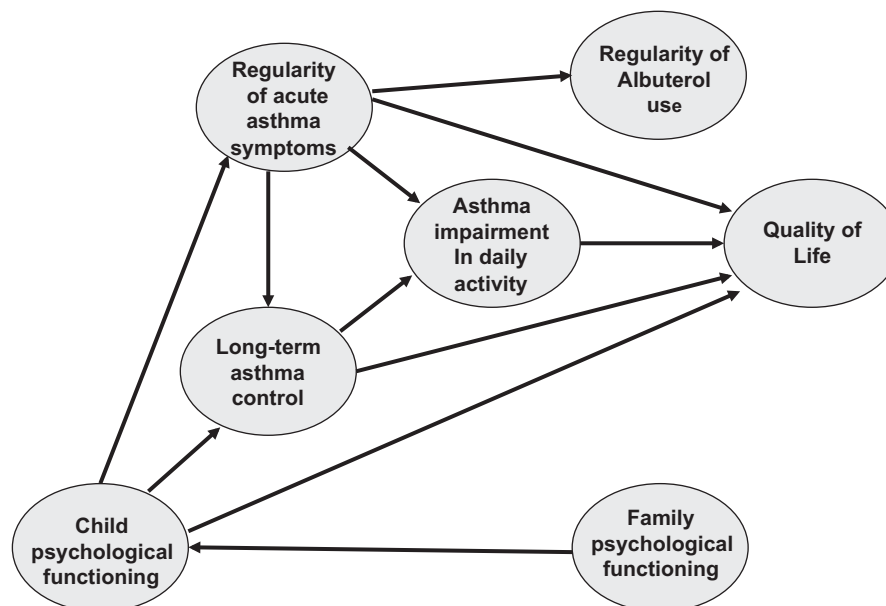 Regularity
of acute
asthma
symptoms
Regularity of
Albuterol
use
Asthma
impairment
In daily
activity
Quality of
Life
Long-term
asthma
control
Child
psychological
functioning
Family
psychological
functioning